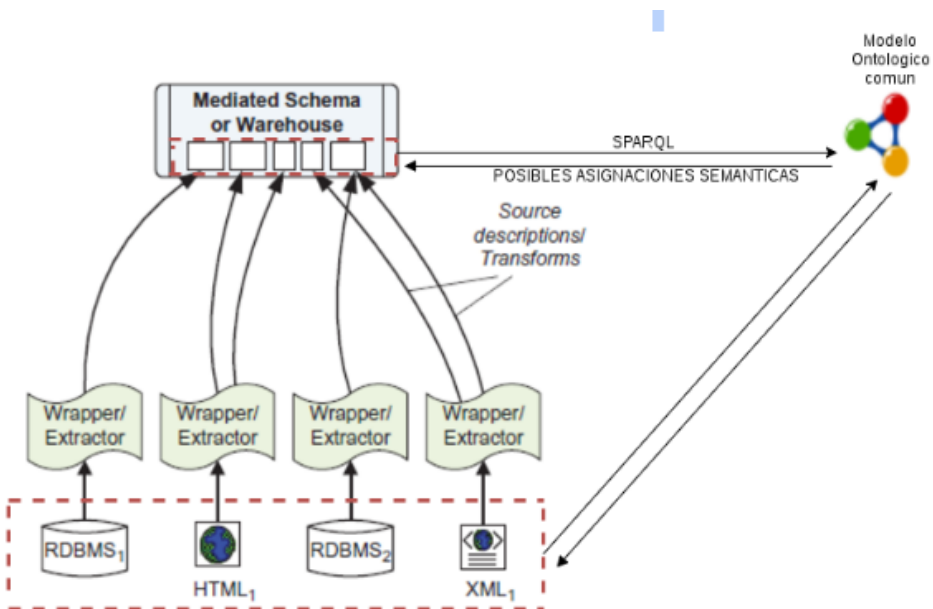 Modelo
Ontologico
comun
Mediated Schema
or Warehouse
SPARQL
POSIBLES ASIGNACIONES SEMANTICAS
Source
descriptions/
Transforms
Wrapper/
Extractor
Wrapper/
Extractor
Wrapper/
Extractor
Wrapper/
Extractor
RDBMS1
HTML1
RDBMS2
XML1